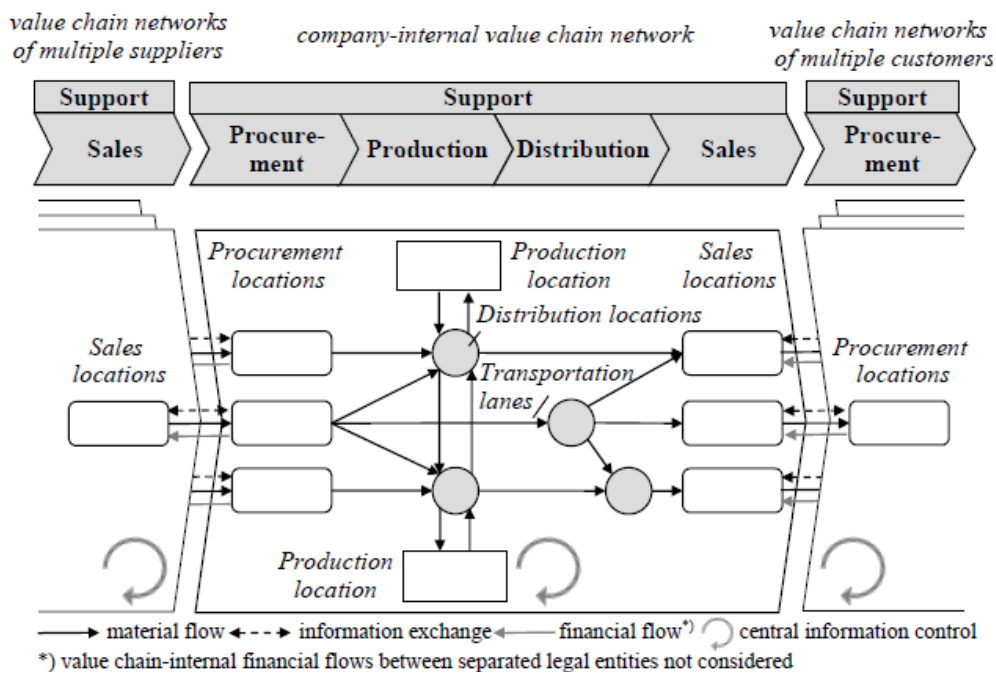 value chain networks
of multiple suppliers
company-internal value chain network
value chain networks
of multiple customers
Support
Support
Support
Sales
Procure-
ment
Production
Distribution
Sales
Procure-
ment
Procurement
locations
Production
location
Sales
locations
Distribution locations
Sales
locations
Transportation
lanes
Procurement
locations
Production
location
material flow
information exchange
financial flow*)
central information control
*) value chain-internal financial flows between separated legal entities not considered